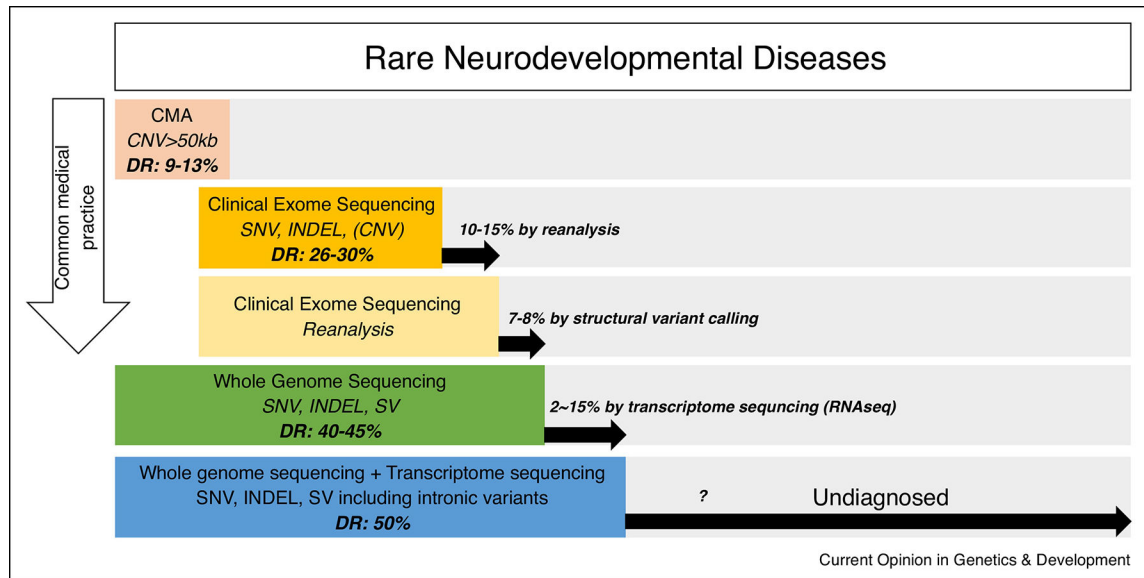 Rare Neurodevelopmental Diseases
Common medical
practice
CMA
CNV>50kb
DR: 9-13%
Clinical Exome Sequencing
SNV, INDEL, (CNV)
DR: 26-30%
10-15% by reanalysis
Clinical Exome Sequencing
Reanalysis
7-8% by structural variant calling
Whole Genome Sequencing
SNV, INDEL, SV
DR: 40-45%
2~15% by transcriptome sequncing (RNAseq)
Whole genome sequencing + Transcriptome sequencing
SNV, INDEL, SV including intronic variants
DR: 50%
?
Undiagnosed
Current Opinion in Genetics & Development